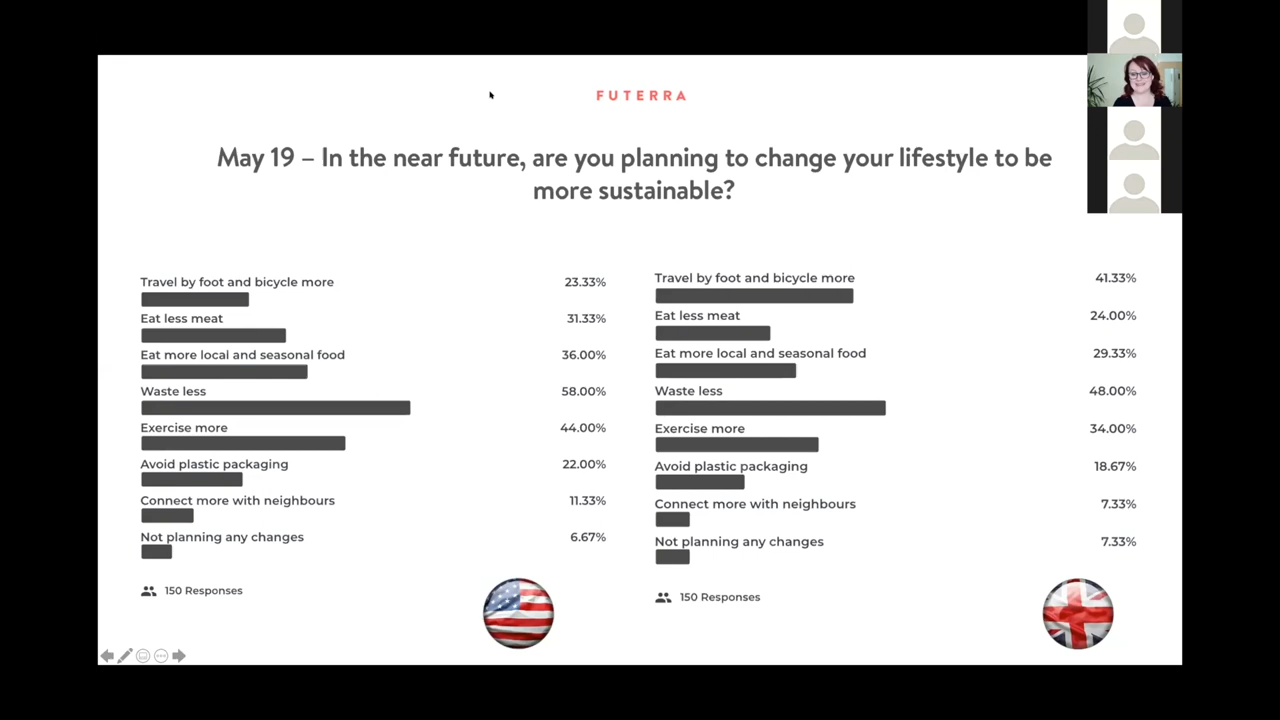 FUTERRA
May 19 – In the near future, are you planning to change your lifestyle to be
more sustainable?
Travel by foot and bicycle more 23.33%
Eat less meat 31.33%
Eat more local and seasonal food 36.00%
Waste less 58.00%
Exercise more 44.00%
Avoid plastic packaging 22.00%
Connect more with neighbours 11.33%
Not planning any changes 6.67%
150 Responses
Travel by foot and bicycle more 41.33%
Eat less meat 24.00%
Eat more local and seasonal food 29.33%
Waste less 48.00%
Exercise more 34.00%
Avoid plastic packaging 18.67%
Connect more with neighbours 7.33%
Not planning any changes 7.33%
150 Responses